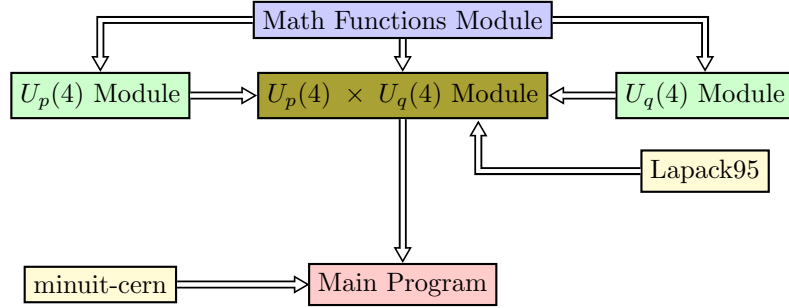 Math Functions Module
U_p(4) Module
U_p(4) × U_q(4) Module
U_q(4) Module
Lapack95
minuit-cern
Main Program